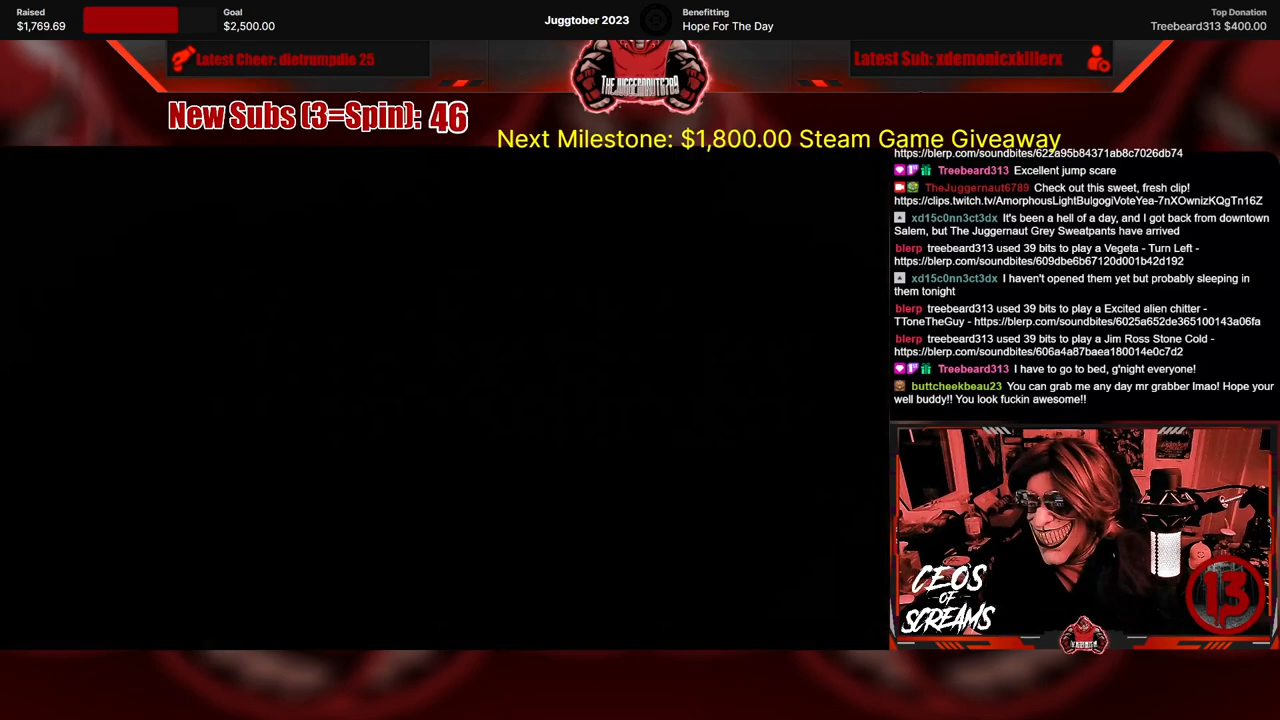 Raised
$1,769.69
Goal
$2,500.00
Juggtober 2023
Benefitting
Hope For The Day
Top Donation
Treebeard313 $400.00
Latest Cheer: dietrumpdie 25
THEJUGGERNAUT6789
Latest Sub: xdemonicxkillerx
New Subs (3=Spin): 46
Next Milestone: $1,800.00 Steam Game Giveaway
https://blerp.com/soundbites/622a95b84371ab8c7026db74
Treebeard313 Excellent jump scare
TheJuggernaut6789 Check out this sweet, fresh clip!
https://clips.twitch.tv/AmorphousLightBulgogiVoteYea-7nXOwnizKQgTn16Z
xd15c0nn3ct3dx It's been a hell of a day, and I got back from downtown
Salem, but The Juggernaut Grey Sweatpants have arrived
blerp treebeard313 used 39 bits to play a Vegeta - Turn Left -
https://blerp.com/soundbites/609dbe6b67120d001b42d192
xd15c0nn3ct3dx I haven't opened them yet but probably sleeping in
them tonight
blerp treebeard313 used 39 bits to play a Excited alien chitter -
TToneTheGuy - https://blerp.com/soundbites/6025a652de365100143a06fa
blerp treebeard313 used 39 bits to play a Jim Ross Stone Cold -
https://blerp.com/soundbites/606a4a87baea180014e0c7d2
Treebeard313 I have to go to bed, g'night everyone!
buttcheekbeau23 You can grab me any day mr grabber lmao! Hope your
well buddy!! You look fuckin awesome!!
CEOS
OF
SCREAMS
13